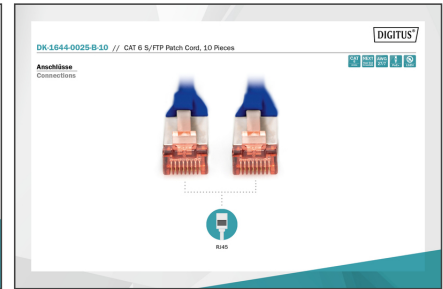 DIGITUS®
DK-1644-0025-B-10 // CAT 6 S/FTP Patch Cord, 10 Pieces
Anschlüsse
Connections
RJ45